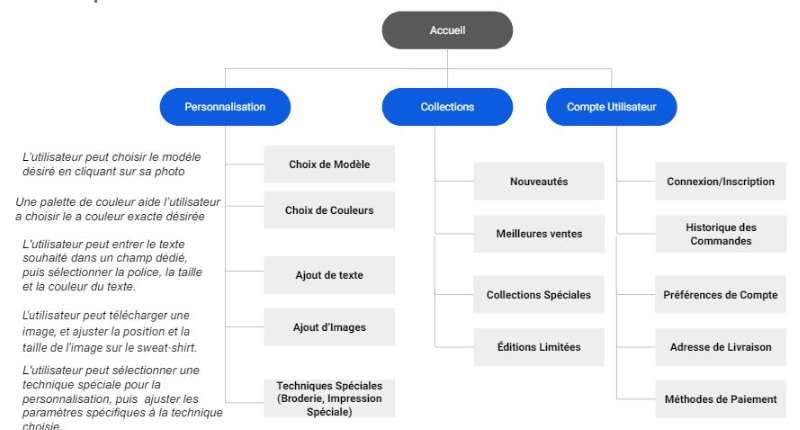 Accueil
Personnalisation
Collections
Compte Utilisateur
L'utilisateur peut choisir le modèle
désiré en cliquant sur sa photo
Choix de Modèle
Une palette de couleur aide l'utilisateur
a choisir le a couleur exacte désirée
Choix de Couleurs
L'utilisateur peut entrer le texte
souhaité dans un champ dédié,
puis sélectionner la police, la taille
et la couleur du texte.
Ajout de texte
L'utilisateur peut télécharger une
image, et ajuster la position et la
taille de l'image sur le sweat-shirt.
Ajout d'Images
L'utilisateur peut sélectionner une
technique spéciale pour la
personnalisation, puis ajuster les
paramètres spécifiques à la technique
choisie.
Techniques Spéciales
(Broderie, Impression
Spéciale)
Nouveautés
Meilleures ventes
Collections Spéciales
Éditions Limitées
Connexion/Inscription
Historique des
Commandes
Préférences de Compte
Adresse de Livraison
Méthodes de Paiement